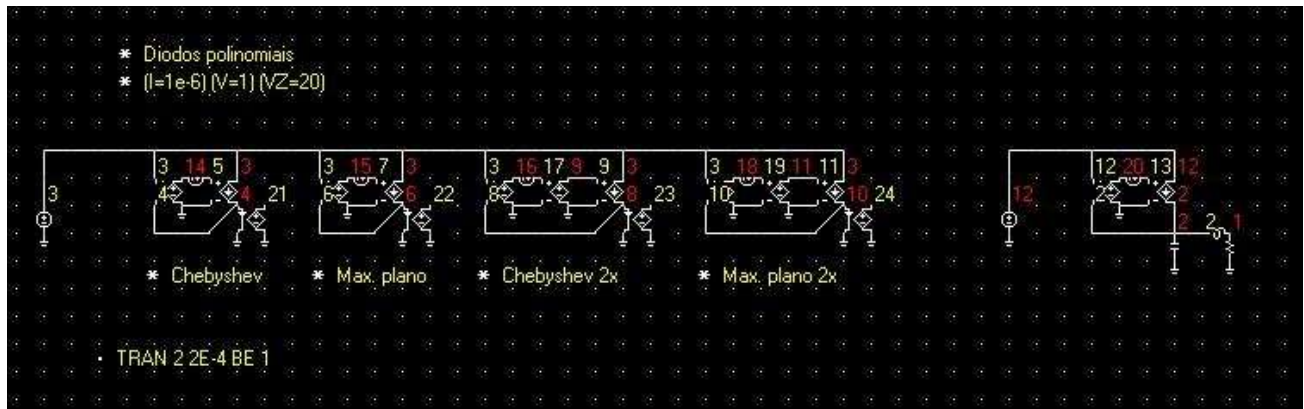 * Diodos polinomiais
* (I=1e-6) (V=1) (VZ=20)
3 14 5 3 3 15 7 3 3 16 17 9 9 3 3 18 19 11 11 3 12 20 13 12
3 4 4 21 6 6 22 8 8 23 10 10 24 12 2 2
2 2 1
* Chebyshev * Max. plano * Chebyshev 2x * Max. plano 2x
· TRAN 2 2E-4 BE 1